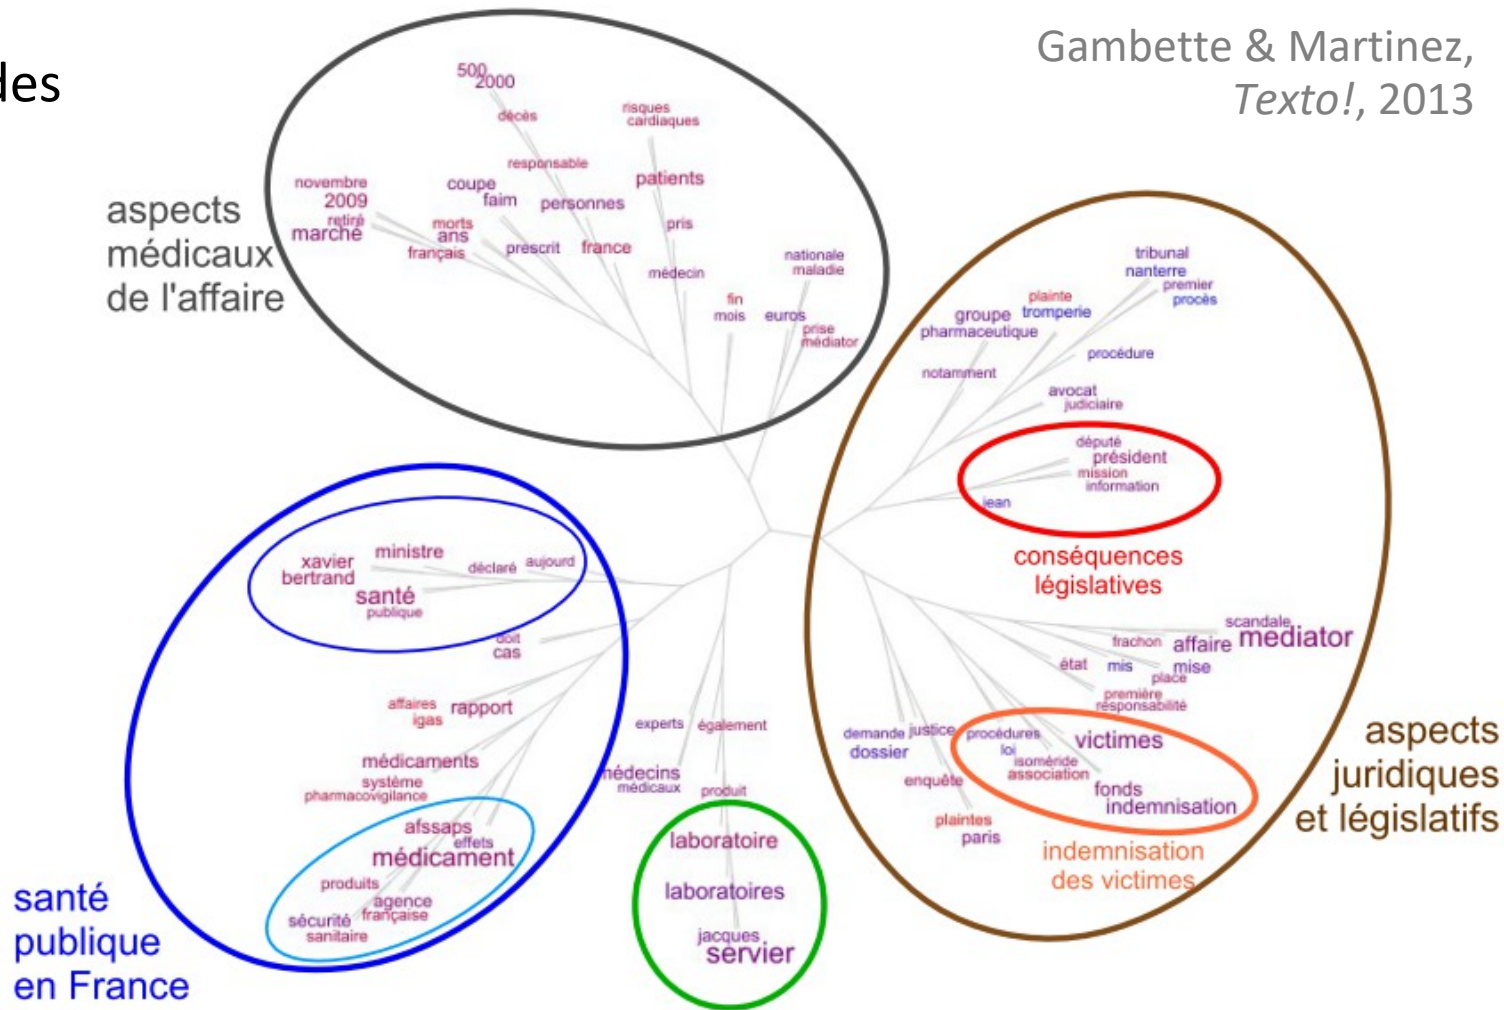 des
Gambette & Martinez,
Texto!, 2013
aspects
médicaux
de l'affaire
500
2000
décès
risques
cardiaques
responsable
novembre
2009
retiré
marché
coupe
faim
personnes
patients
morts
ans
français
prescrit
france
pris
médecin
nationale
maladie
fin
mois
euros
prise
médiator
tribunal
nanterre
premier
procès
plainte
tromperie
groupe
pharmaceutique
procédure
notamment
avocat
judiciaire
député
président
mission
information
jean
conséquences
législatives
xavier
bertrand
ministre
déclaré
aujourd
santé
publique
doit
cas
affaires
igas
rapport
médicaments
système
pharmacovigilance
afssaps
effets
médicament
produits
agence
française
sécurité
sanitaire
santé
publique
en France
experts
également
médecins
médicaux
produit
laboratoire
laboratoires
jacques
servier
scandale
mediator
frachon
affaire
état
mis
mise
place
première
responsabilité
demande
justice
dossier
enquête
plaintes
paris
procédures
loi
isoméride
association
victimes
fonds
indemnisation
indemnisation
des victimes
aspects
juridiques
et législatifs